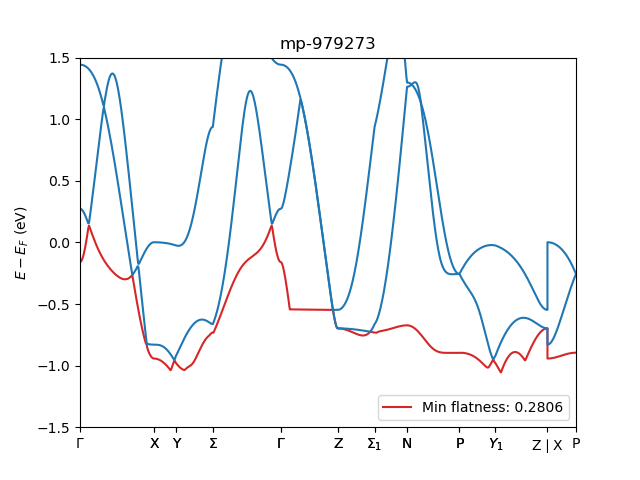 mp-979273
E − E_F (eV)
1.5
1.0
0.5
0.0
−0.5
−1.0
−1.5
Min flatness: 0.2806
Γ X Y Σ Γ Z Σ₁ N P Y₁ Z | X P